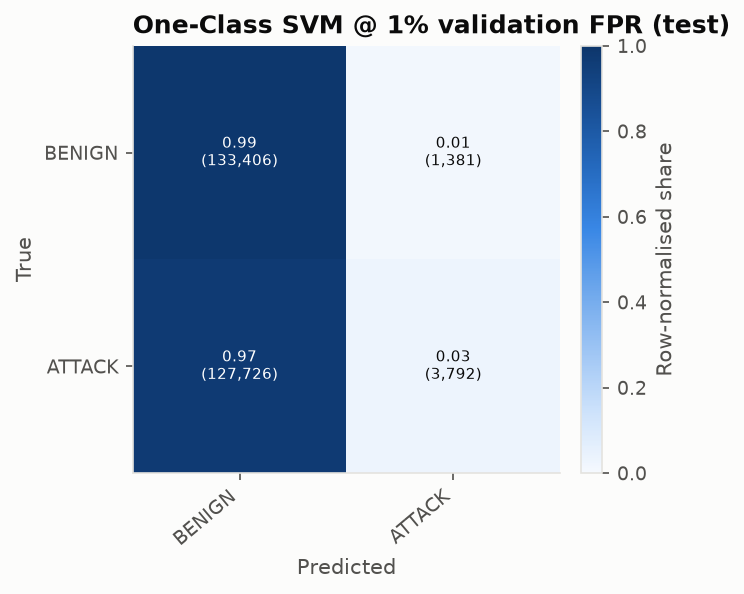 One-Class SVM @ 1% validation FPR (test)
BENIGN
0.99
(133,406)
0.01
(1,381)
ATTACK
0.97
(127,726)
0.03
(3,792)
True
BENIGN
ATTACK
Predicted
1.0
0.8
0.6
0.4
0.2
0.0
Row-normalised share